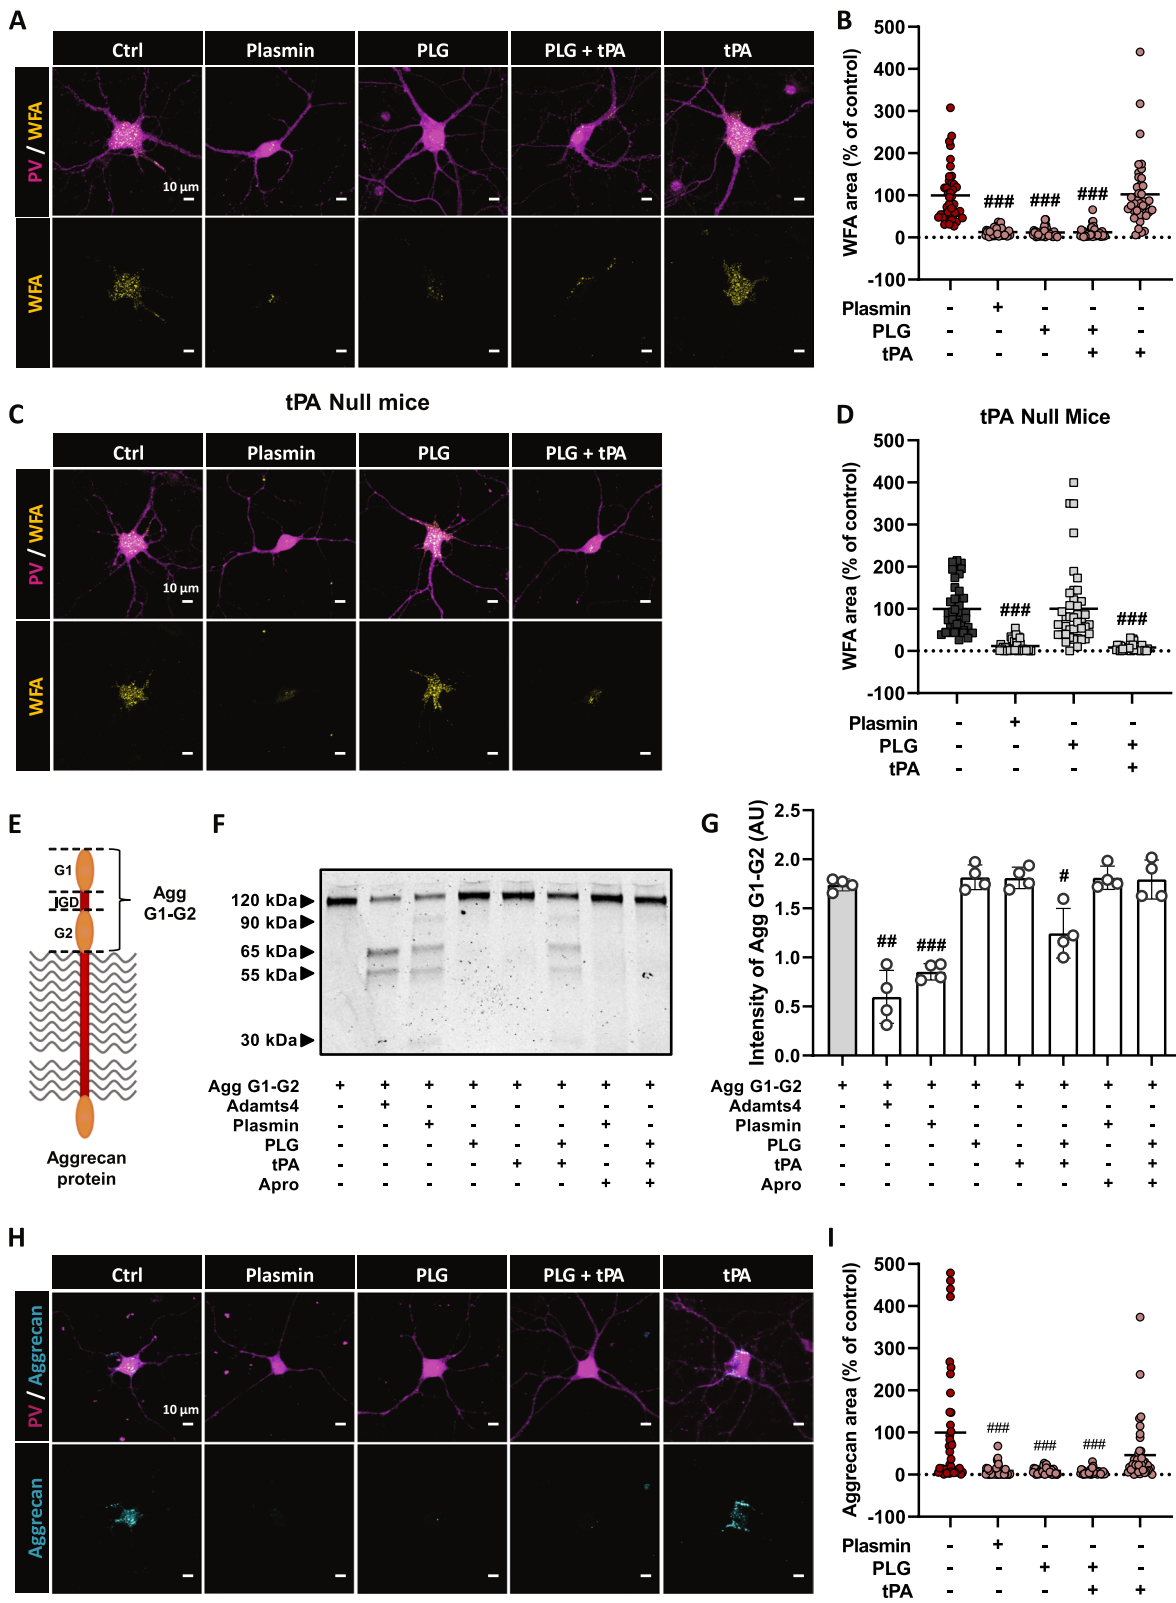 A
Ctrl Plasmin PLG PLG + tPA tPA
PV / WFA
10 µm
WFA
B
WFA area (% of control)
500
400
300
200
100
0
-100
### ### ###
Plasmin - + - - -
PLG - - + + -
tPA - - - + +
C
tPA Null mice
Ctrl Plasmin PLG PLG + tPA
PV / WFA
10 µm
WFA
D
tPA Null Mice
WFA area (% of control)
500
400
300
200
100
0
-100
### ###
Plasmin - + - -
PLG - - + +
tPA - - - +
E
G1
IGD
G2
Agg
G1-G2
Aggrecan
protein
F
120 kDa
90 kDa
65 kDa
55 kDa
30 kDa
Agg G1-G2 + + + + + + + +
Adamts4 - + - - - - - -
Plasmin - - + - - - + -
PLG - - - + - + - +
tPA - - - - + + - +
Apro - - - - - - + +
G
Intensity of Agg G1-G2 (AU)
2.5
2.0
1.5
1.0
0.5
0.0
## ### #
Agg G1-G2 + + + + + + + +
Adamts4 - + - - - - - -
Plasmin - - + - - - + -
PLG - - - + - + - +
tPA - - - - + + - +
Apro - - - - - - + +
H
Ctrl Plasmin PLG PLG + tPA tPA
PV / Aggrecan
10 µm
Aggrecan
I
Aggrecan area (% of control)
500
400
300
200
100
0
-100
### ### ###
Plasmin - + - - -
PLG - - + + -
tPA - - - + +